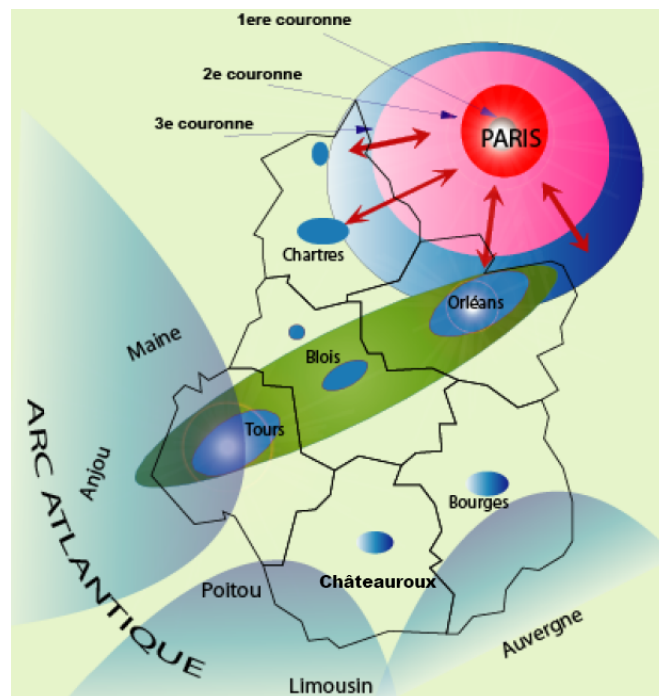 1ere couronne
2e couronne
3e couronne
PARIS
Chartres
Orléans
Maine
Blois
Tours
ARC ATLANTIQUE
Anjou
Bourges
Châteauroux
Poitou
Auvergne
Limousin